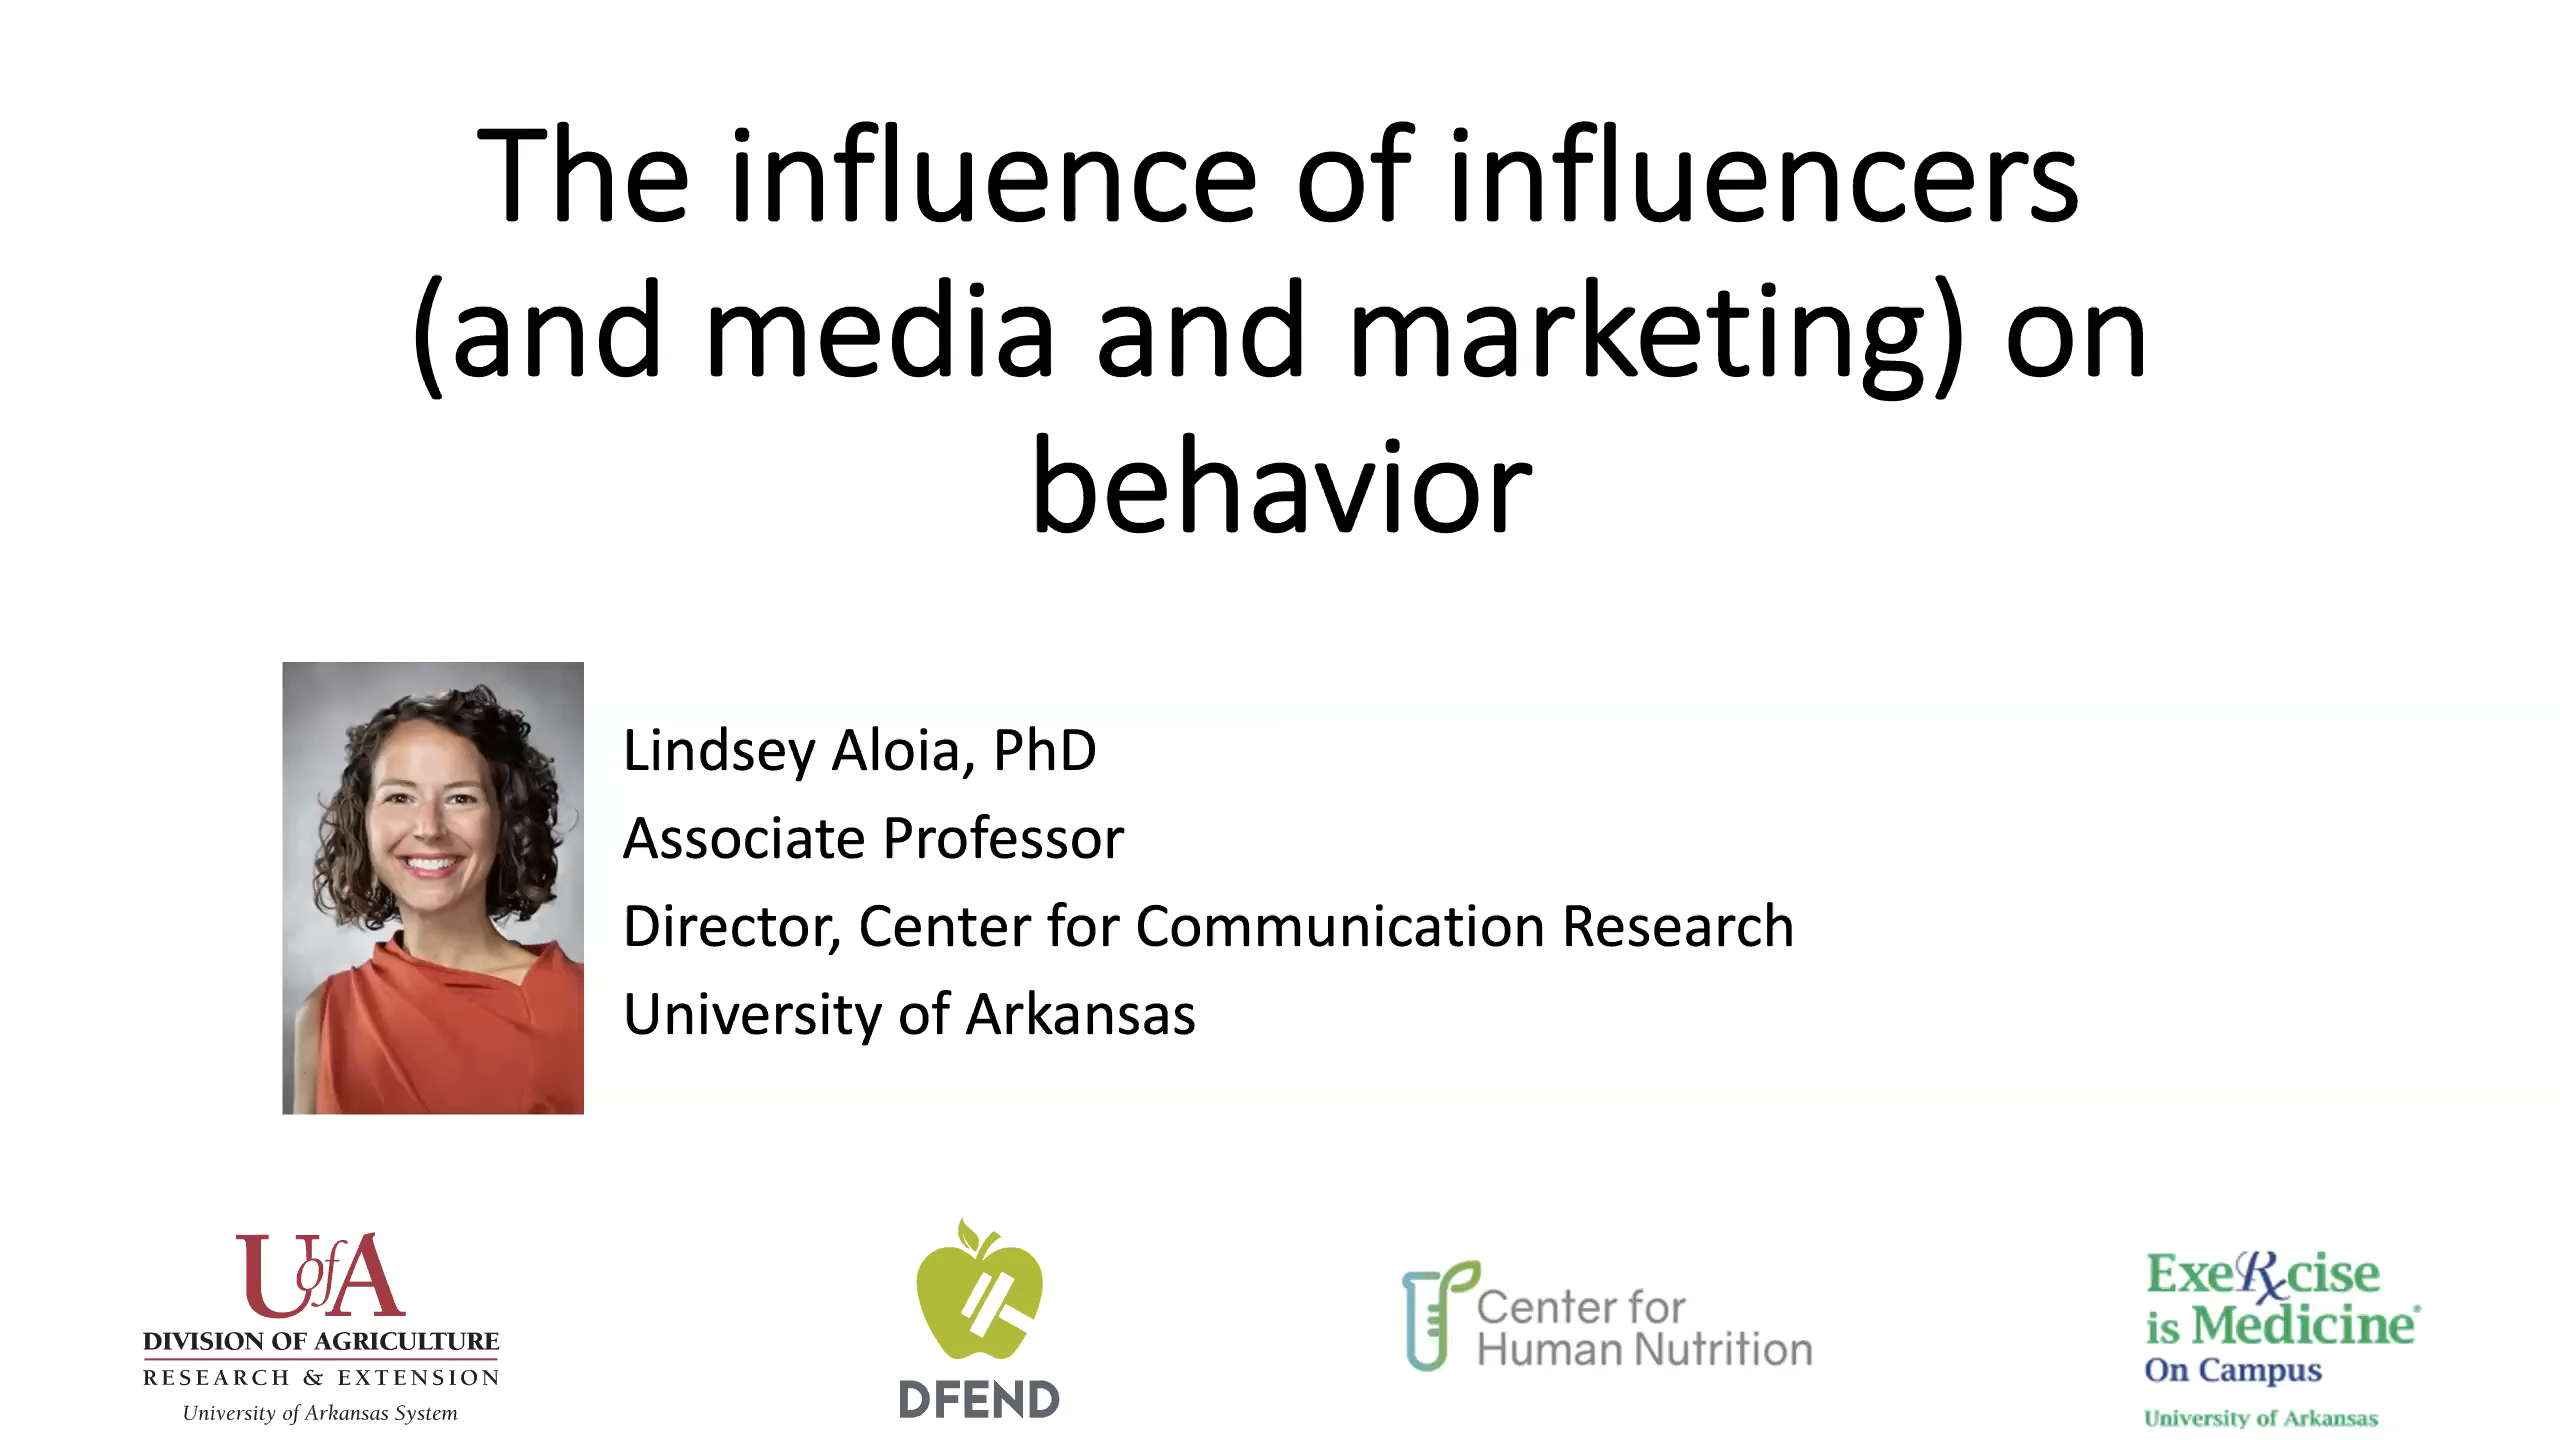 The influence of influencers
(and media and marketing) on
behavior
Lindsey Aloia, PhD
Associate Professor
Director, Center for Communication Research
University of Arkansas
UofA
DIVISION OF AGRICULTURE
RESEARCH & EXTENSION
University of Arkansas System
DFEND
Center for
Human Nutrition
ExeRxcise
is Medicine®
On Campus
University of Arkansas